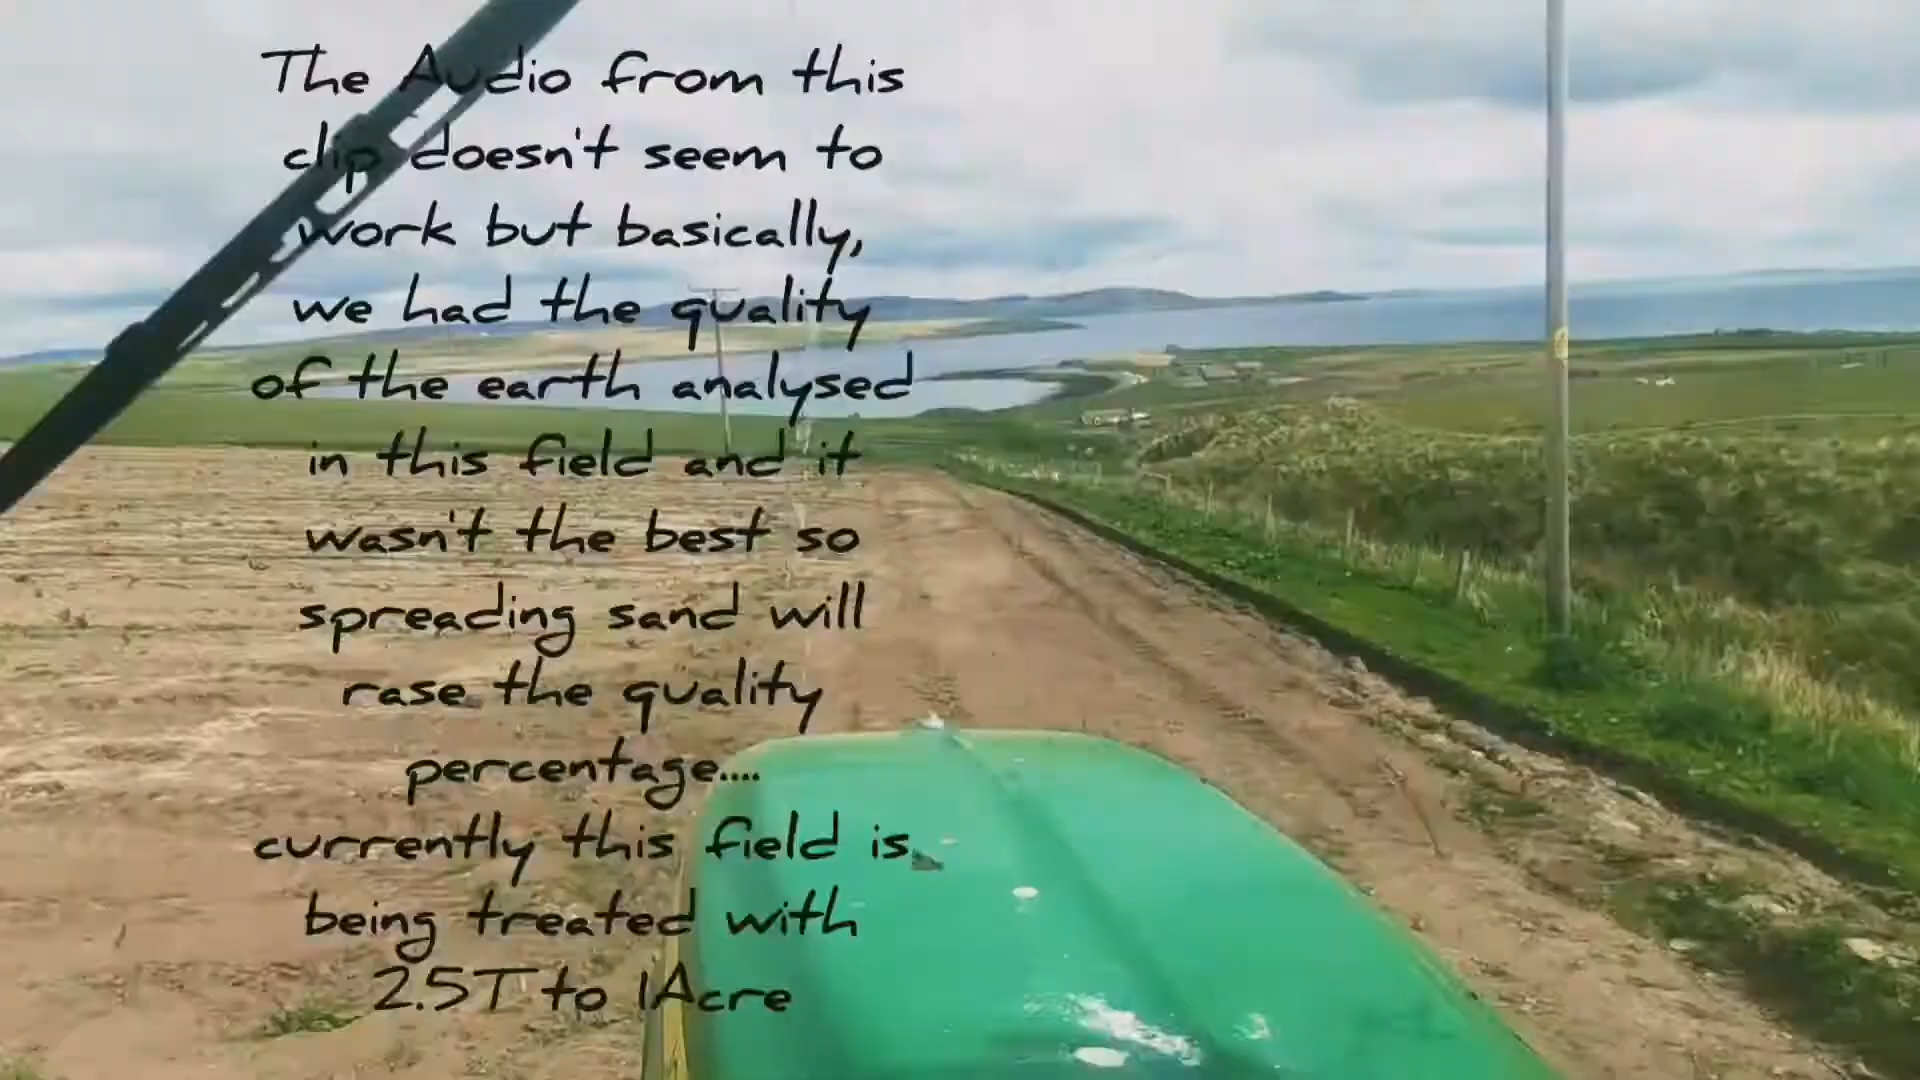 The Audio from this
clip doesn't seem to
work but basically,
we had the quality
of the earth analysed
in this field and it
wasn't the best so
spreading sand will
rase the quality
percentage....
currently this field is
being treated with
2.5T to 1Acre